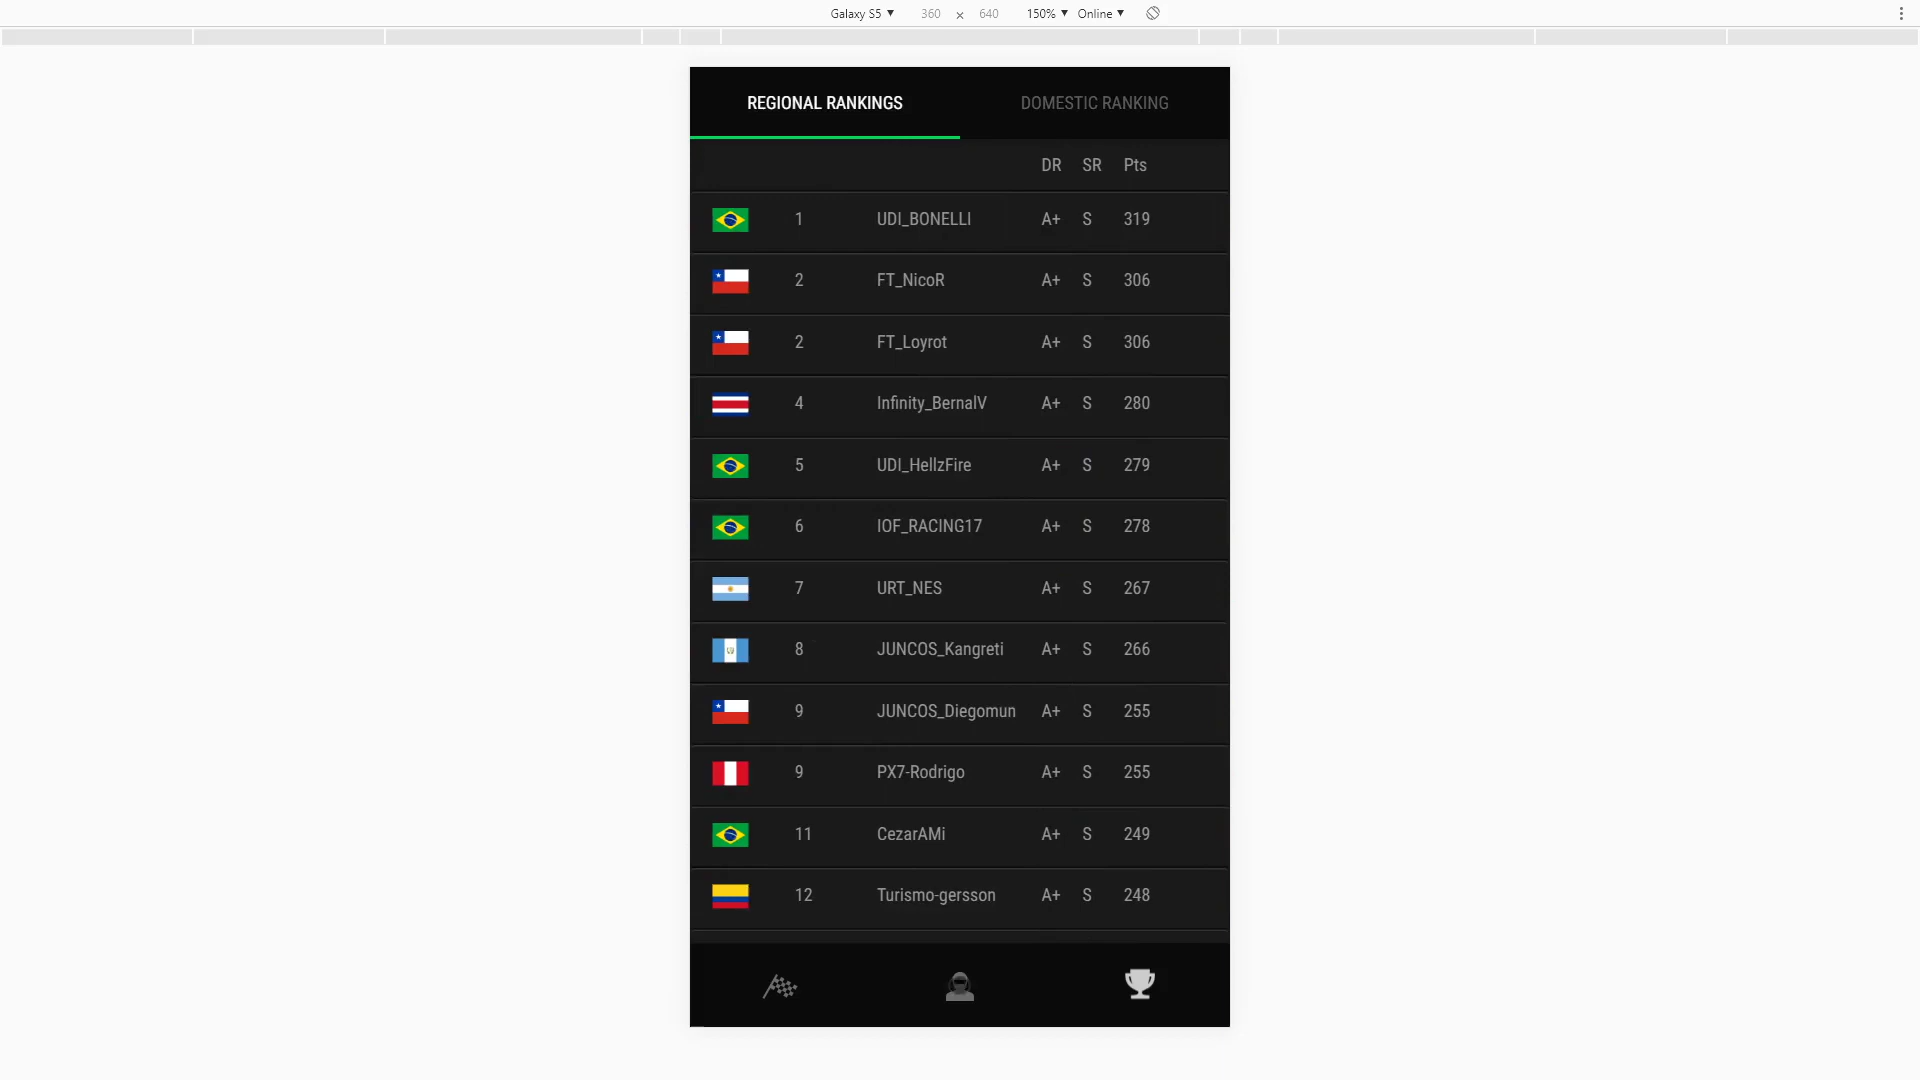 Galaxy S5 ▼ 360 × 640 150% ▼ Online ▼
REGIONAL RANKINGS DOMESTIC RANKING
DR SR Pts
1 UDI_BONELLI A+ S 319
2 FT_NicoR A+ S 306
2 FT_Loyrot A+ S 306
4 Infinity_BernalV A+ S 280
5 UDI_HellzFire A+ S 279
6 IOF_RACING17 A+ S 278
7 URT_NES A+ S 267
8 JUNCOS_Kangreti A+ S 266
9 JUNCOS_Diegomun A+ S 255
9 PX7-Rodrigo A+ S 255
11 CezarAMi A+ S 249
12 Turismo-gersson A+ S 248